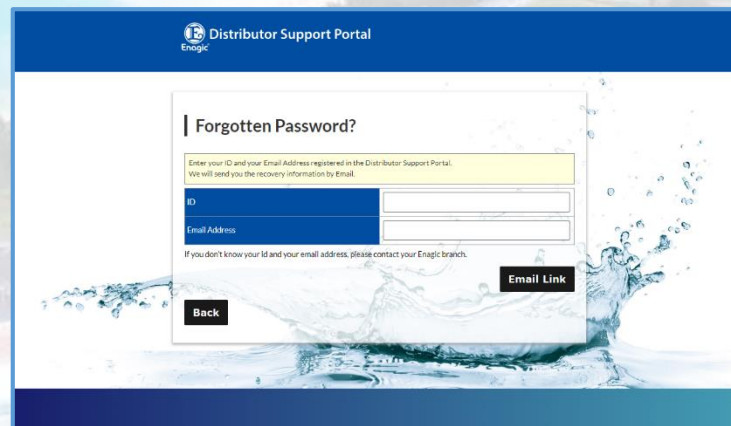 Enagic Distributor Support Portal
Forgotten Password?
Enter your ID and your Email Address registered in the Distributor Support Portal.
We will send you the recovery information by Email.
ID
Email Address
If you don't know your Id and your email address, please contact your Enagic branch.
Email Link
Back